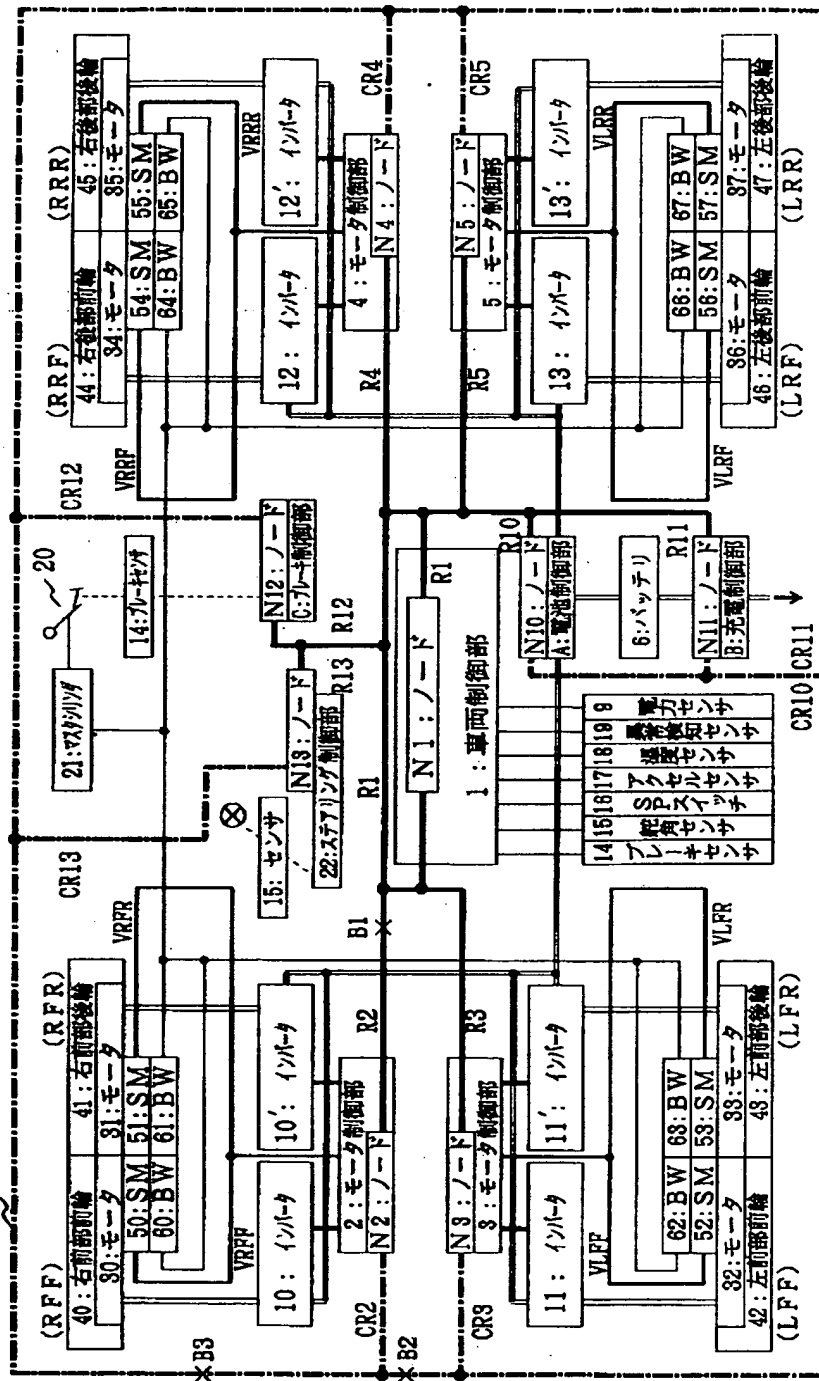 (RFF)
(RFR)
40:右前部前輪
41:右前部後輪
30:モータ
31:モータ
50:SM
51:SM
60:BW
61:BW
VRFF
VRFR
10: インバータ
10': インバータ
2:モータ制御部
N2:ノード
CR2
R2
B1
B2
B3
CR3
R3
N3:ノード
3:モータ制御部
VLFF
VLFR
11: インバータ
11': インバータ
62:BW
63:BW
52:SM
53:SM
32:モータ
33:モータ
42:左前部前輪
43:左前部後輪
(LFF)
(LFR)
CR13
21:マスタシリンダ
20
14:ブレーキセンサ
CR12
15:センサ
N13:ノード
22:ステアリング制御部
R13
N12:ノード
C:ブレーキ制御部
R12
R1
N1:ノード
R1
1:車両制御部
14 ブレーキセンサ
15 舵角センサ
16 SPスイッチ
17 アクセルセンサ
18 温度センサ
19 異常検知センサ
9 電力センサ
R10
N10:ノード
A:電池制御部
6:バッテリ
R11
N11:ノード
B:充電制御部
CR10
CR11
(RRF)
(RRR)
44:右後部前輪
45:右後部後輪
34:モータ
35:モータ
54:SM
55:SM
64:BW
65:BW
VRRF
VRRR
12: インバータ
12': インバータ
4:モータ制御部
N4:ノード
R4
CR4
R5
CR5
N5:ノード
5:モータ制御部
13: インバータ
13': インバータ
VLRF
VLRR
66:BW
67:BW
56:SM
57:SM
36:モータ
37:モータ
46:左後部前輪
47:左後部後輪
(LRF)
(LRR)